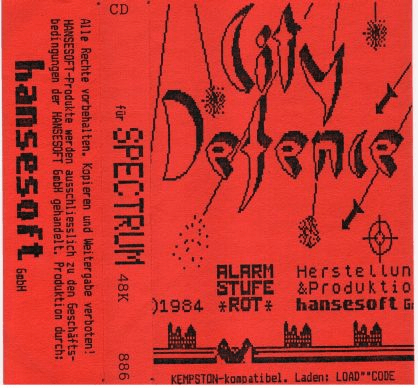 Alle Rechte vorbehalten. Kopieren und Weitergabe verboten!
HANSESOFT-Produkte werden ausschliesslich zu den Geschäfts-
bedingungen der HANSESOFT GmbH gehandelt. Produktion durch:
hansesoft GmbH
CD für SPECTRUM 48K 886
City
Defence
ALARM
STUFE
*ROT*
Herstellun
&Produktio
hansesoft G
)1984
KEMPSTON-kompatibel. Laden: LOAD""CODE